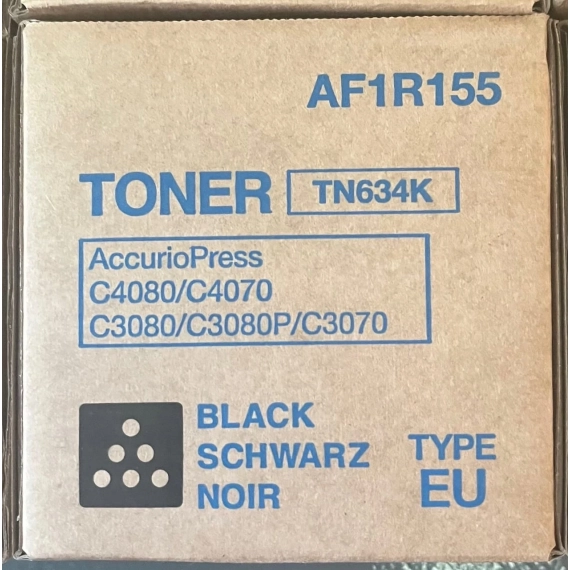 AF1R155
TONER TN634K
AccurioPress
C4080/C4070
C3080/C3080P/C3070
BLACK
SCHWARZ
NOIR
TYPE
EU